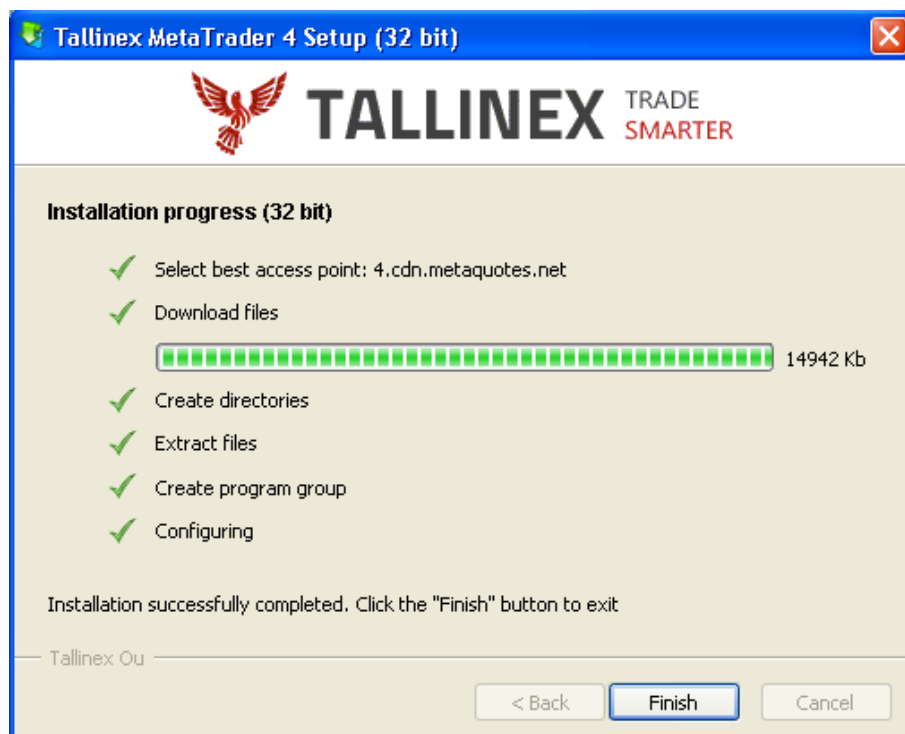 Tallinex MetaTrader 4 Setup (32 bit)
TALLINEX TRADE
SMARTER
Installation progress (32 bit)
Select best access point: 4.cdn.metaquotes.net
Download files
14942 Kb
Create directories
Extract files
Create program group
Configuring
Installation successfully completed. Click the "Finish" button to exit
Tallinex Ou
< Back Finish Cancel